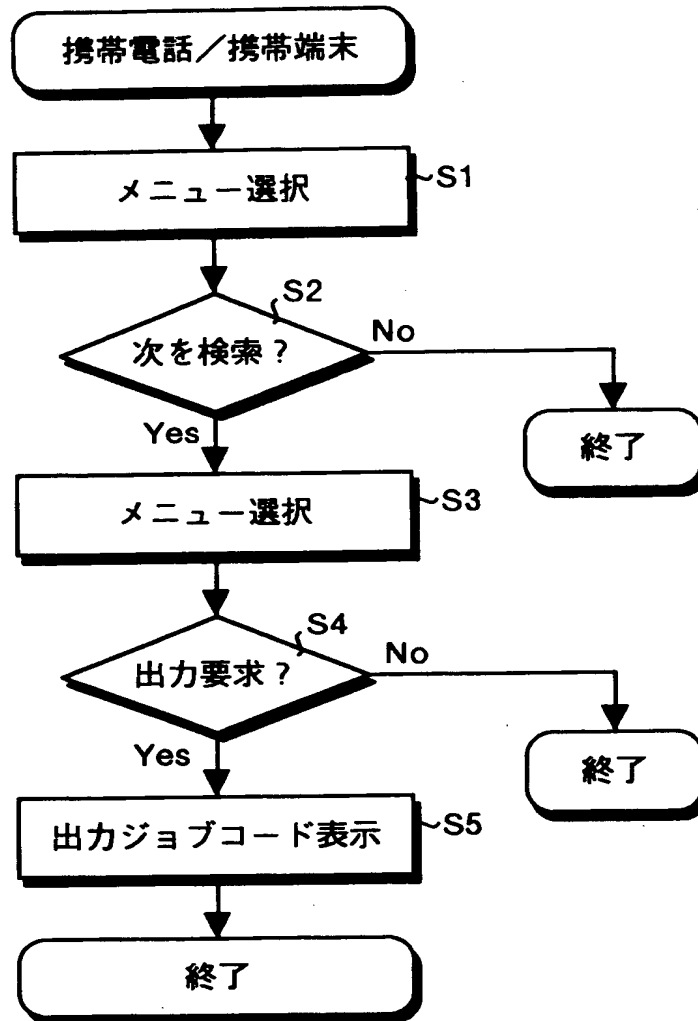 携帯電話／携帯端末
メニュー選択
S1
S2
次を検索？
No
終了
Yes
メニュー選択
S3
S4
出力要求？
No
終了
Yes
出力ジョブコード表示
S5
終了